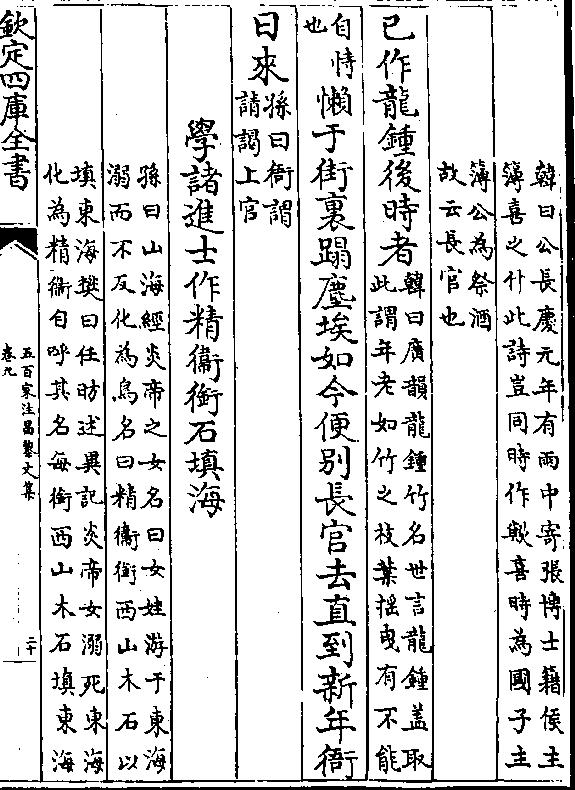 韓曰公長慶元年有雨中寄張博士籍侯主
簿喜之什此詩豈同時作歟喜時為國子主
簿公為祭酒
故云長官也
已作龍鍾後時者
韓曰廣韻龍鍾竹名世言龍鍾蓋取
此謂年老如竹之枝葉揺曳有不能
自持
也
懶于街裏蹋塵埃如今便别長官去直到新年衙
日來
孫曰衙謂
請謁上官
學諸進士作精衞銜石填海
孫曰山海經炎帝之女名曰女娃游于東海
溺而不反化為鳥名曰精衞銜西山木石以
填東海樊曰任昉述異記炎帝女溺死東海
化為精衞自呼其名每銜西山木石填東海
欽定四庫全書
五百家注昌黎文集
卷九
二十